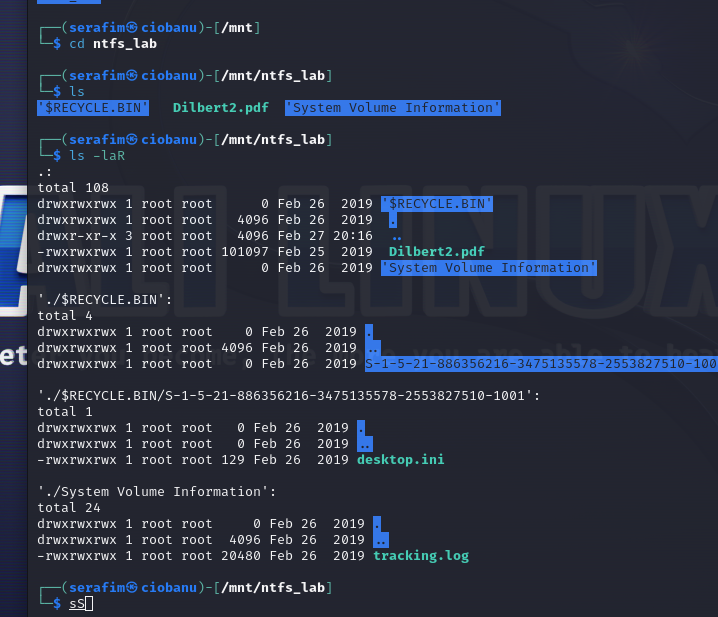 ┌──(serafim㉿ciobanu)-[/mnt]
└─$ cd ntfs_lab
┌──(serafim㉿ciobanu)-[/mnt/ntfs_lab]
└─$ ls
'$RECYCLE.BIN'   Dilbert2.pdf  'System Volume Information'
┌──(serafim㉿ciobanu)-[/mnt/ntfs_lab]
└─$ ls -laR
.:
total 108
drwxrwxrwx 1 root root      0 Feb 26  2019 '$RECYCLE.BIN'
drwxrwxrwx 1 root root   4096 Feb 26  2019  .
drwxr-xr-x 3 root root   4096 Feb 27 20:16  ..
-rwxrwxrwx 1 root root 101097 Feb 25  2019  Dilbert2.pdf
drwxrwxrwx 1 root root      0 Feb 26  2019 'System Volume Information'
'./$RECYCLE.BIN':
total 4
drwxrwxrwx 1 root root    0 Feb 26  2019 .
drwxrwxrwx 1 root root 4096 Feb 26  2019 ..
drwxrwxrwx 1 root root    0 Feb 26  2019 S-1-5-21-886356216-3475135578-2553827510-100
'./$RECYCLE.BIN/S-1-5-21-886356216-3475135578-2553827510-1001':
total 1
drwxrwxrwx 1 root root   0 Feb 26  2019 .
drwxrwxrwx 1 root root   0 Feb 26  2019 ..
-rwxrwxrwx 1 root root 129 Feb 26  2019 desktop.ini
'./System Volume Information':
total 24
drwxrwxrwx 1 root root     0 Feb 26  2019 .
drwxrwxrwx 1 root root  4096 Feb 26  2019 ..
-rwxrwxrwx 1 root root 20480 Feb 26  2019 tracking.log
┌──(serafim㉿ciobanu)-[/mnt/ntfs_lab]
└─$ sS